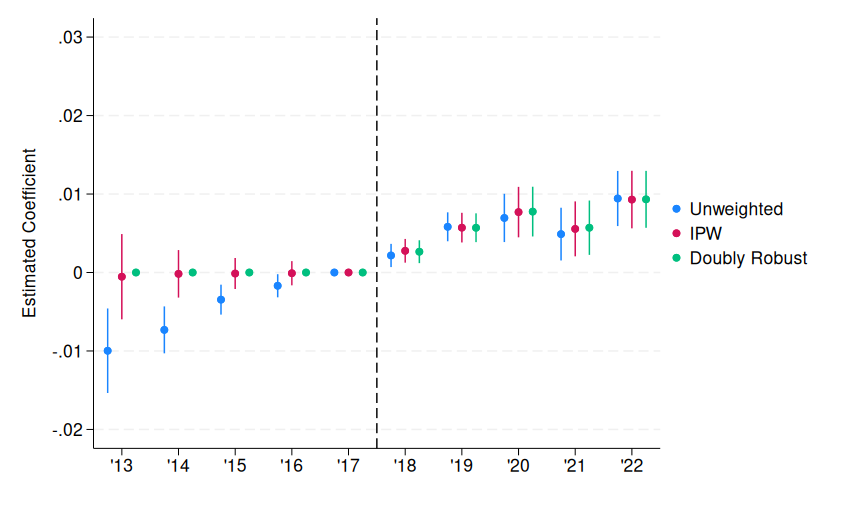 Estimated Coefficient
.03
.02
.01
0
-.01
-.02
'13 '14 '15 '16 '17 '18 '19 '20 '21 '22
Unweighted
IPW
Doubly Robust